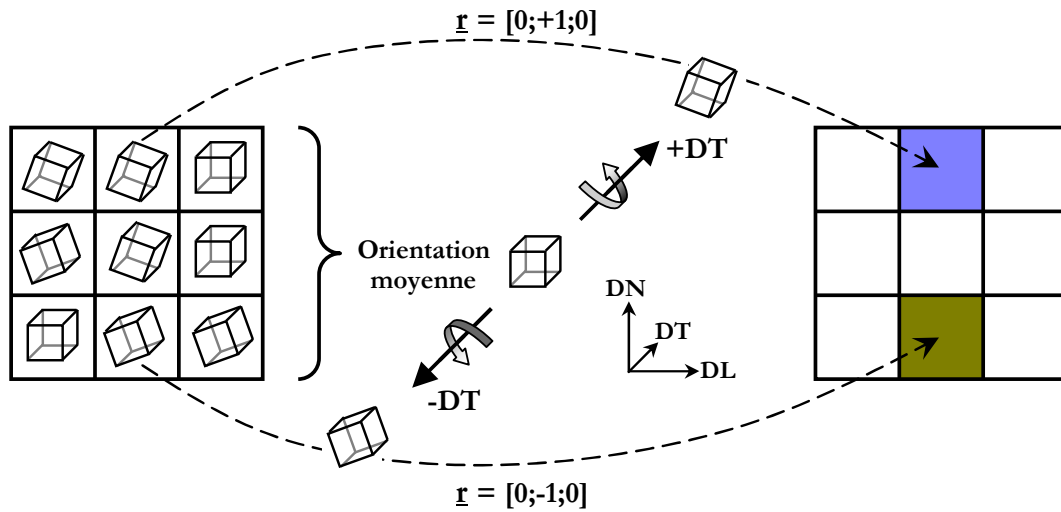 r = [0;+1;0]
+DT
Orientation
moyenne
DN
DT
DL
-DT
r = [0;-1;0]